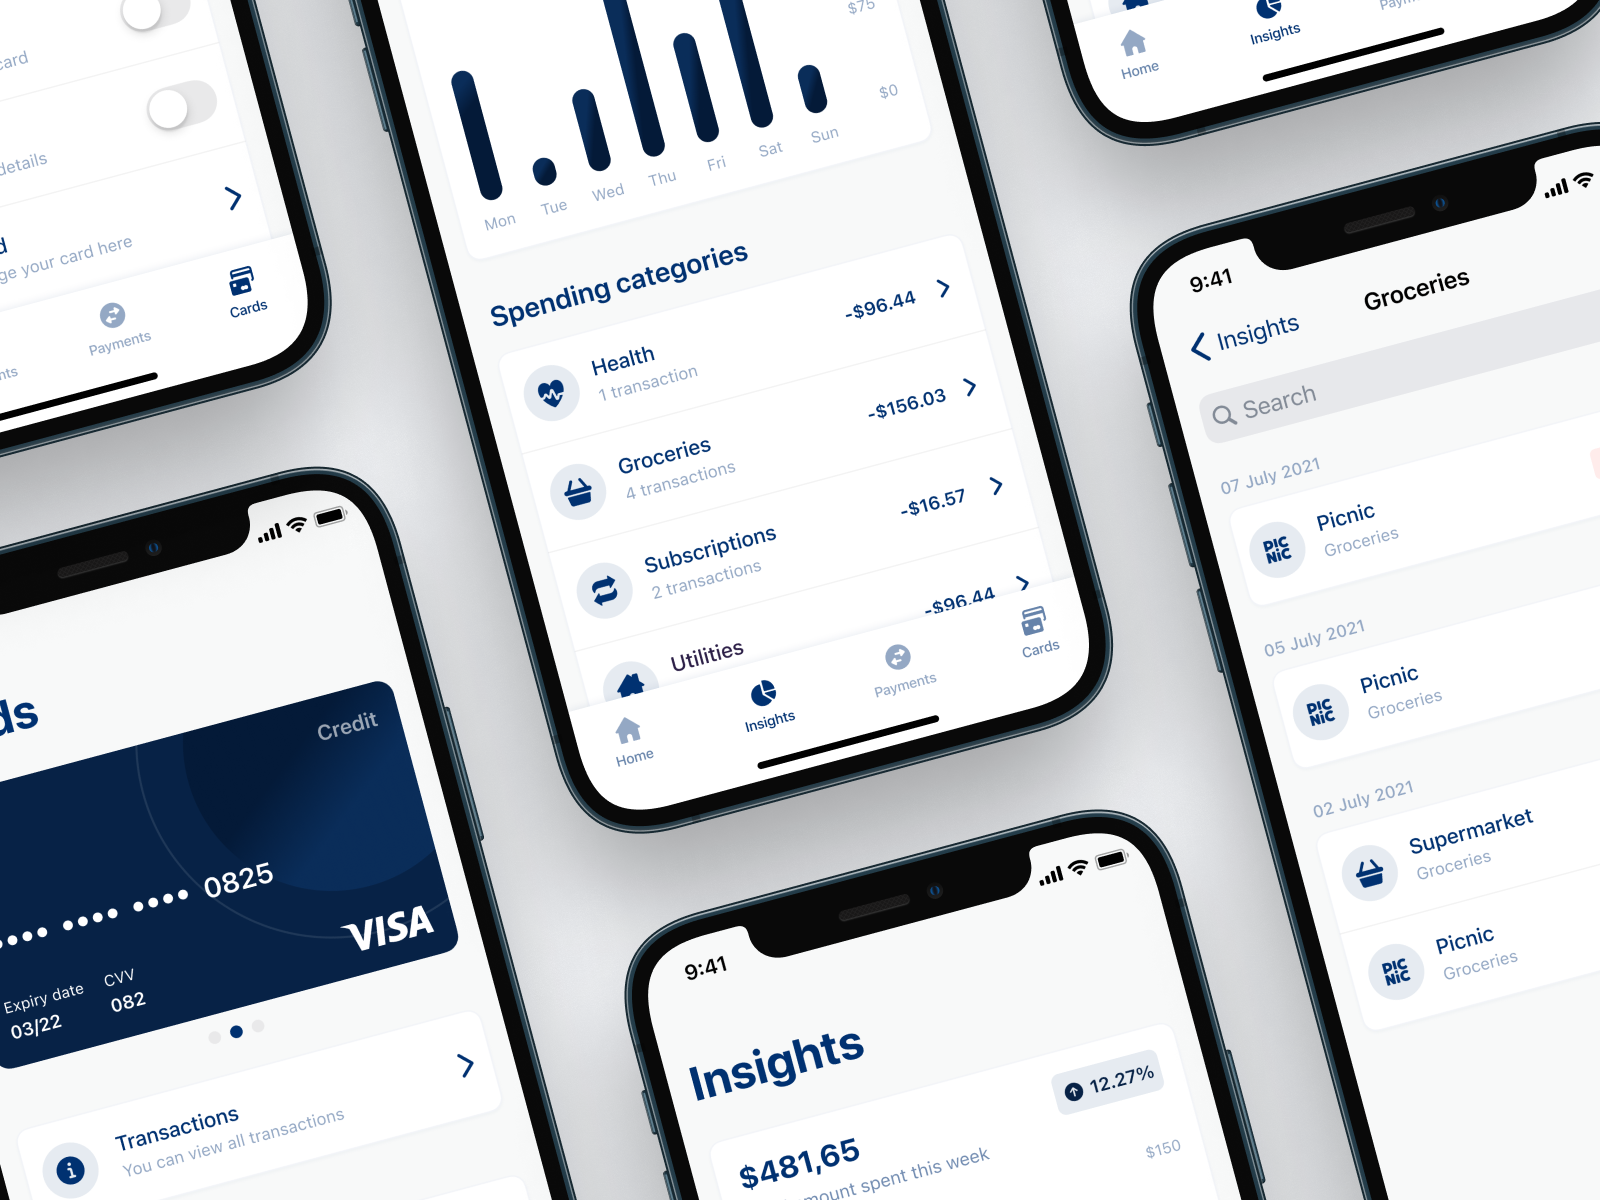 card
details
d
ge your card here
nts
Payments
Cards
$75
$0
Mon
Tue
Wed
Thu
Fri
Sat
Sun
Spending categories
Health
1 transaction
-$96.44
Groceries
4 transactions
-$156.03
Subscriptions
2 transactions
-$16.57
Utilities
-$96.44
Home
Insights
Payments
Cards
Home
Insights
9:41
Insights
Groceries
Search
07 July 2021
Picnic
Groceries
PiC
NiC
05 July 2021
Picnic
Groceries
PiC
NiC
02 July 2021
Supermarket
Groceries
Picnic
Groceries
PiC
NiC
ds
Credit
•••• •••• •••• 0825
Expiry date
03/22
CVV
082
VISA
Transactions
You can view all transactions
9:41
Insights
12.27%
$481,65
mount spent this week
$150